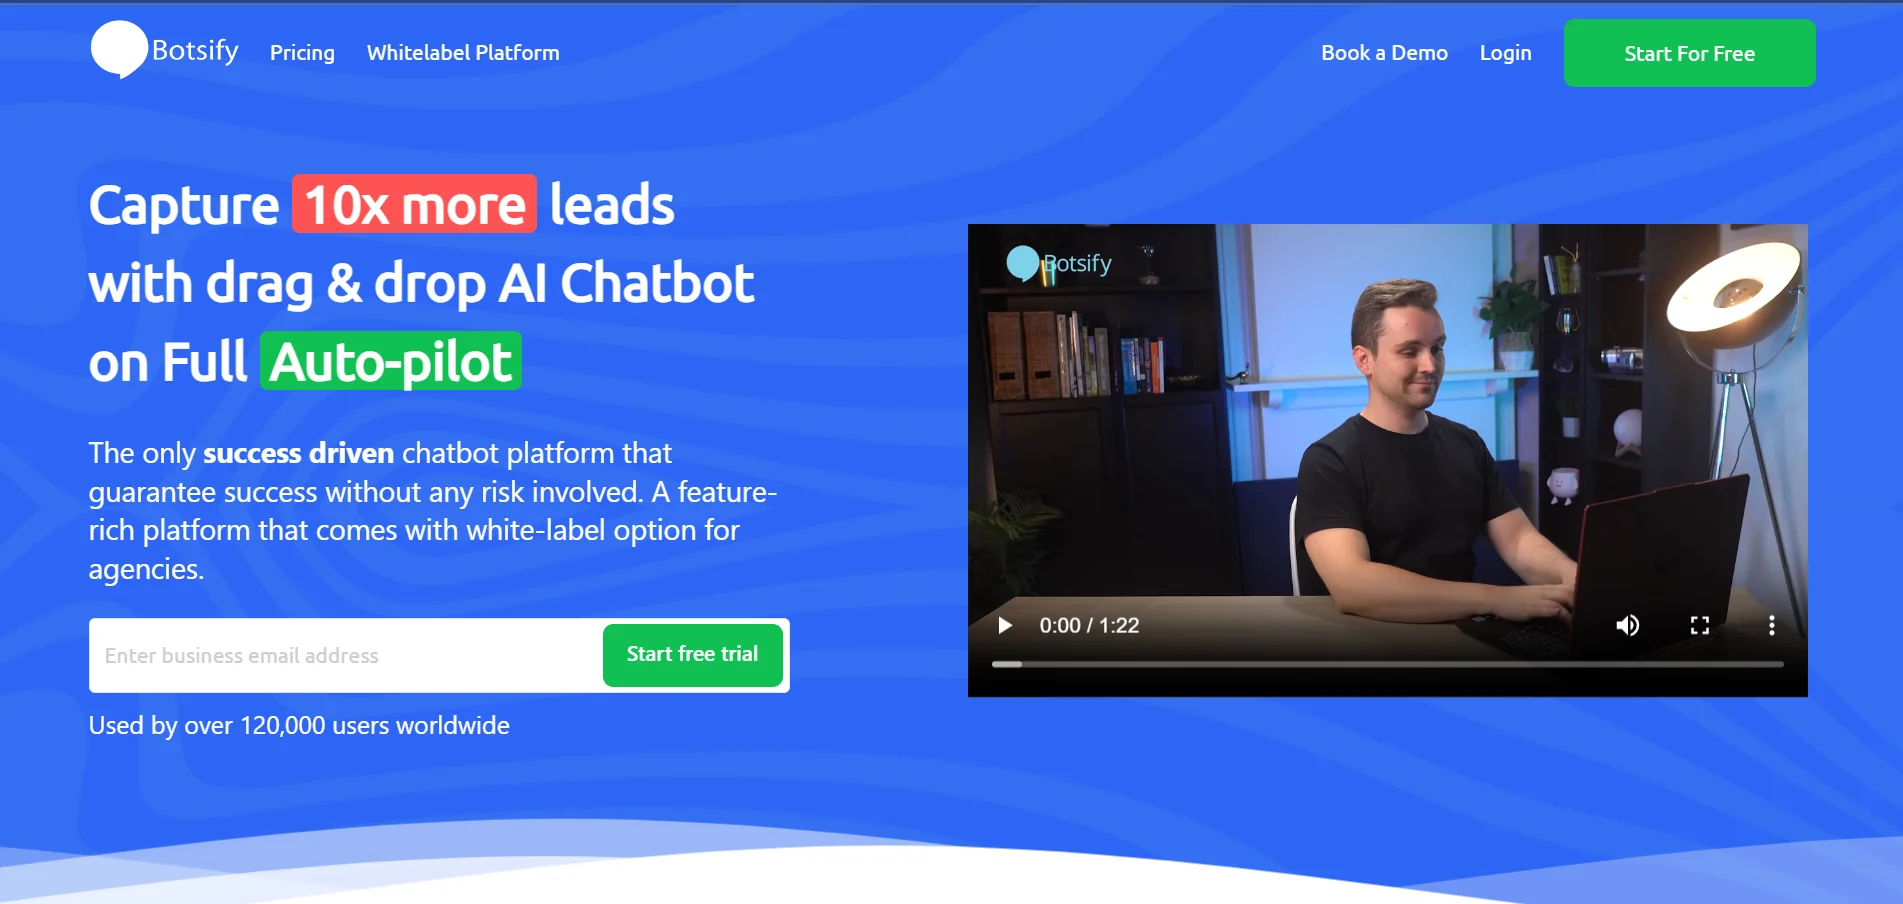 Botsify
Pricing
Whitelabel Platform
Book a Demo
Login
Start For Free
Capture 10x more leads
with drag & drop AI Chatbot
on Full Auto-pilot
The only success driven chatbot platform that
guarantee success without any risk involved. A feature-
rich platform that comes with white-label option for
agencies.
Enter business email address
Start free trial
Used by over 120,000 users worldwide
Botsify
0:00 / 1:22